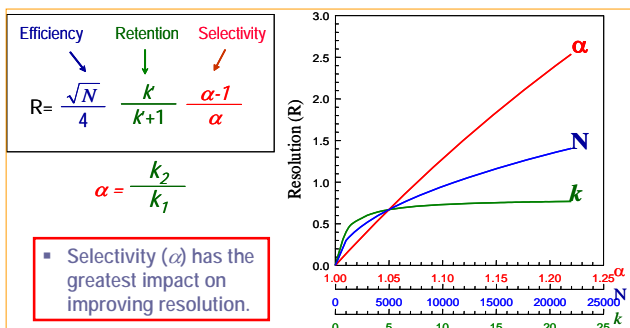 Efficiency Retention Selectivity
R= √N/4 k'/k'+1 α-1/α
α = k2/k1
▪ Selectivity (α) has the
greatest impact on
improving resolution.
Resolution (R)
3.0
2.5
2.0
1.5
1.0
0.5
0.0
α
N
k
1.00 1.05 1.10 1.15 1.20 1.25 α
0 5000 10000 15000 20000 25000 N
0 5 10 15 20 25 k